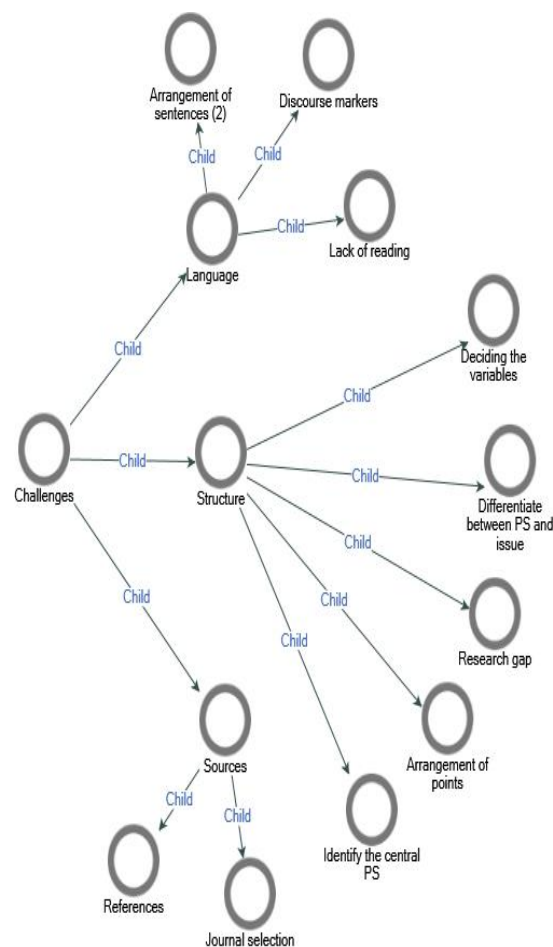 Arrangement of
sentences (2)
Discourse markers
Child
Child
Child
Lack of reading
Language
Child
Deciding the
variables
Child
Challenges
Child
Structure
Child
Differentiate
between PS and
issue
Child
Child
Child
Child
Research gap
Arrangement of
points
Sources
Child
Child
Identify the central
PS
References
Journal selection